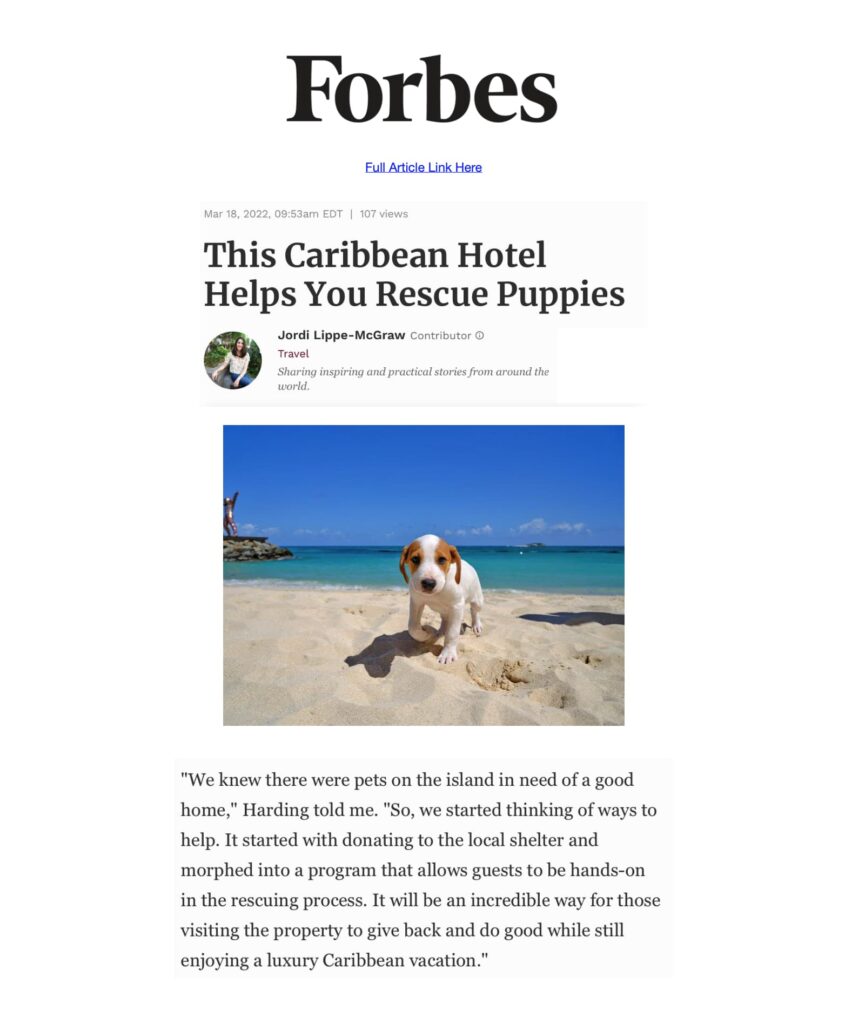 Forbes
Full Article Link Here
Mar 18, 2022, 09:53am EDT | 107 views
This Caribbean Hotel
Helps You Rescue Puppies
Jordi Lippe-McGraw Contributor
Travel
Sharing inspiring and practical stories from around the
world.
"We knew there were pets on the island in need of a good
home," Harding told me. "So, we started thinking of ways to
help. It started with donating to the local shelter and
morphed into a program that allows guests to be hands-on
in the rescuing process. It will be an incredible way for those
visiting the property to give back and do good while still
enjoying a luxury Caribbean vacation."